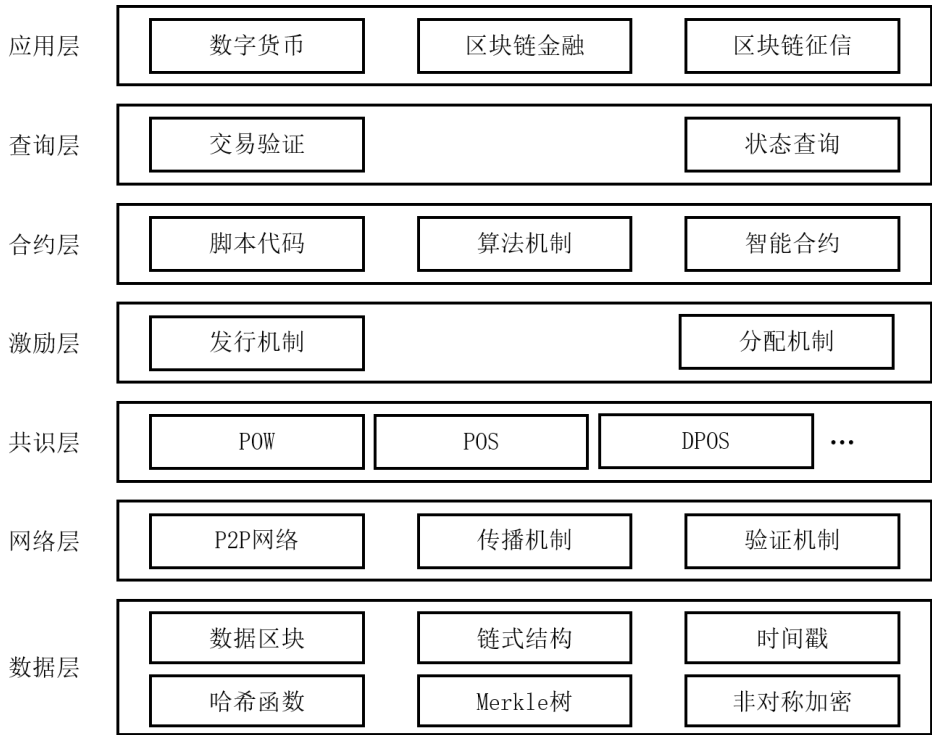 应用层 数字货币 区块链金融 区块链征信
查询层 交易验证 状态查询
合约层 脚本代码 算法机制 智能合约
激励层 发行机制 分配机制
共识层 POW POS DPOS ...
网络层 P2P网络 传播机制 验证机制
数据层
数据区块 链式结构 时间戳
哈希函数 Merkle树 非对称加密